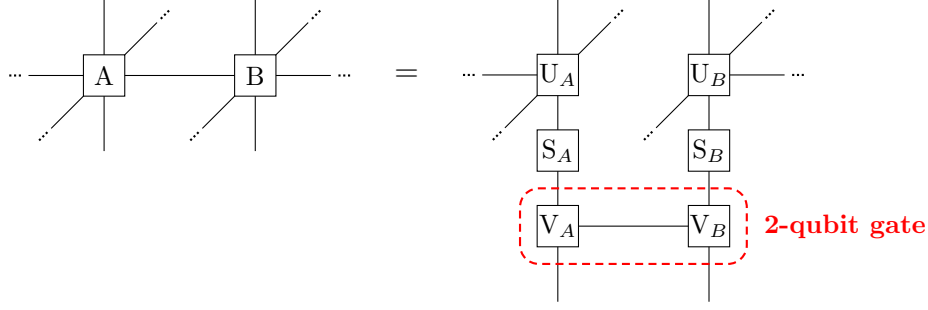 A B = U_A U_B
S_A S_B
V_A V_B 2-qubit gate